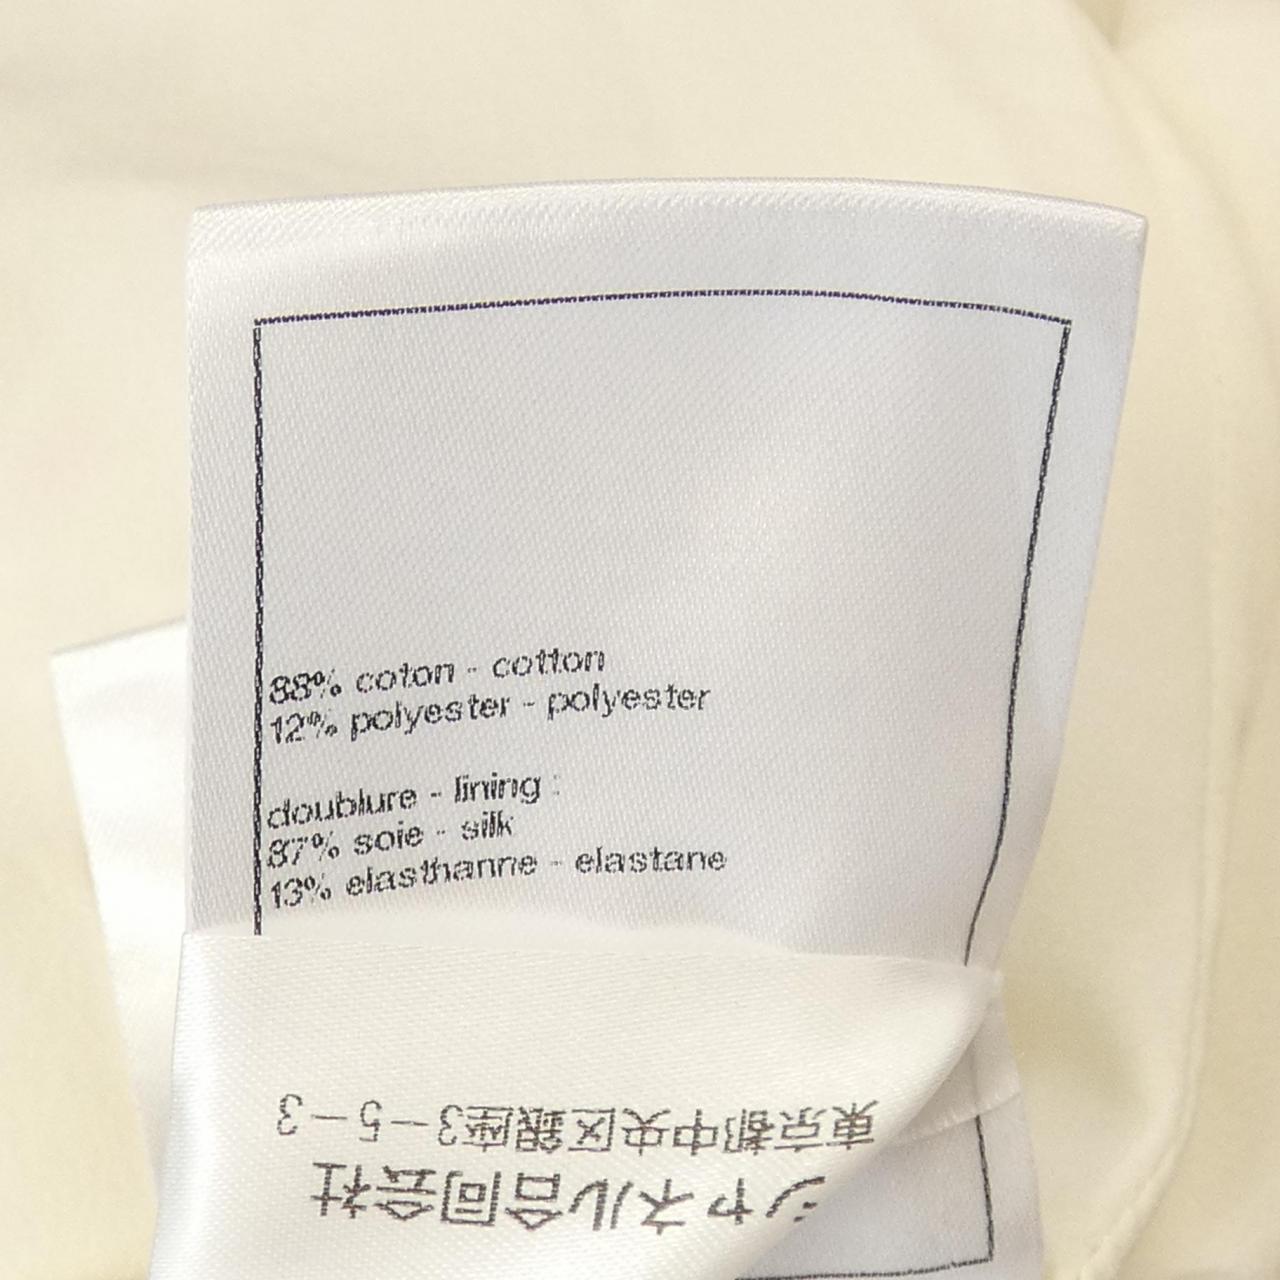 88% coton - cotton
12% polyester - polyester
doublure - lining :
87% soie - silk
13% elasthanne - elastane
シャネル合同会社
東京都中央区銀座3-5-3